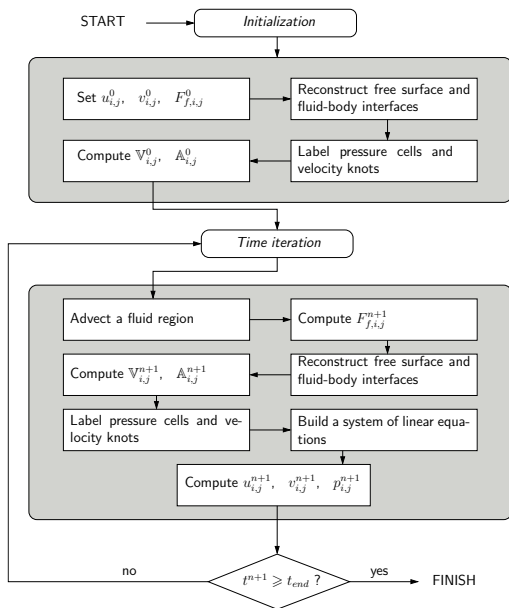 START
Initialization
Set u^0_{i,j}, v^0_{i,j}, F^0_{f,i,j}
Reconstruct free surface and
fluid-body interfaces
Compute 𝕍^0_{i,j}, 𝔸^0_{i,j}
Label pressure cells and
velocity knots
Time iteration
Advect a fluid region
Compute F^{n+1}_{f,i,j}
Compute 𝕍^{n+1}_{i,j}, 𝔸^{n+1}_{i,j}
Reconstruct free surface and
fluid-body interfaces
Label pressure cells and ve-
locity knots
Build a system of linear equa-
tions
Compute u^{n+1}_{i,j}, v^{n+1}_{i,j}, p^{n+1}_{i,j}
no
t^{n+1} ⩾ t_{end} ?
yes
FINISH